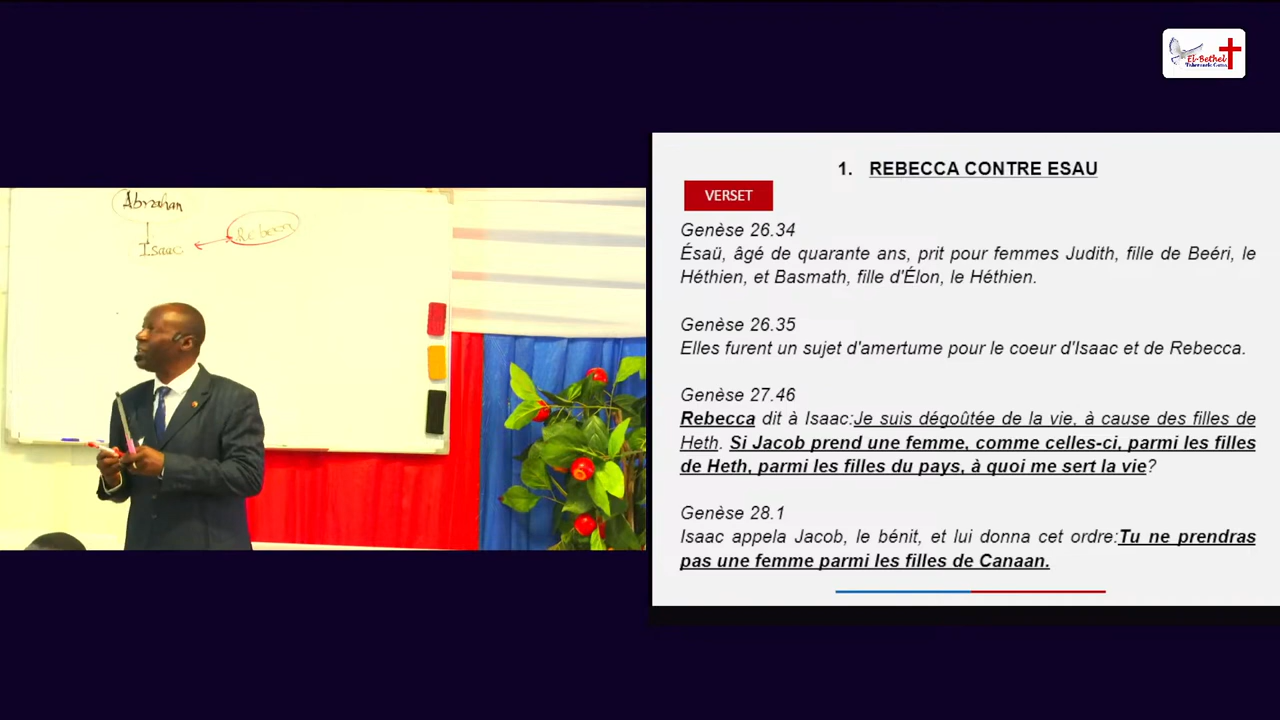 El-Bethel
Tabernacle
Abrahan
Rebecca
Isaac
1. REBECCA CONTRE ESAU
VERSET
Genèse 26.34
Ésaü, âgé de quarante ans, prit pour femmes Judith, fille de Beéri, le
Héthien, et Basmath, fille d'Élon, le Héthien.
Genèse 26.35
Elles furent un sujet d'amertume pour le coeur d'Isaac et de Rebecca.
Genèse 27.46
Rebecca dit à Isaac:Je suis dégoûtée de la vie, à cause des filles de
Heth. Si Jacob prend une femme, comme celles-ci, parmi les filles
de Heth, parmi les filles du pays, à quoi me sert la vie?
Genèse 28.1
Isaac appela Jacob, le bénit, et lui donna cet ordre:Tu ne prendras
pas une femme parmi les filles de Canaan.